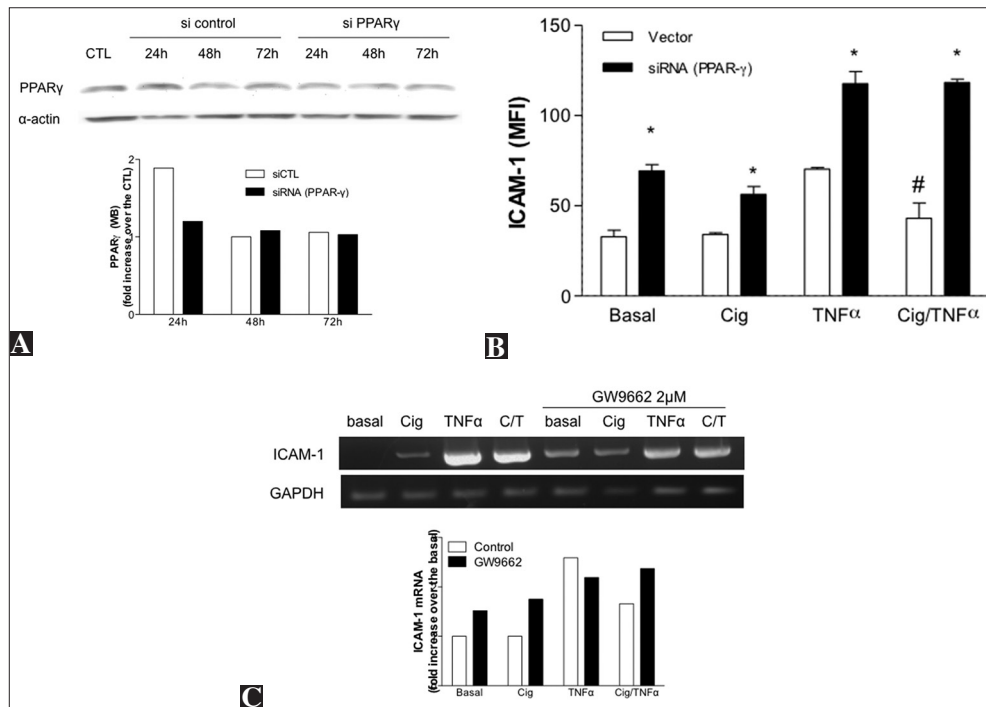 si control si PPARγ
CTL 24h 48h 72h 24h 48h 72h
PPARγ
α-actin
2
1
0
PPARγ (WB)
(fold increase over the CTL)
siCTL
siRNA (PPAR-γ)
24h 48h 72h
A
150
100
50
0
ICAM-1 (MFI)
Vector
siRNA (PPAR-γ)
* * * # *
Basal Cig TNFα Cig/TNFα
B
GW9662 2µM
basal Cig TNFα C/T basal Cig TNFα C/T
ICAM-1
GAPDH
ICAM-1 mRNA
(fold increase over the basal)
Control
GW9662
Basal Cig TNFα Cig/TNFα
C